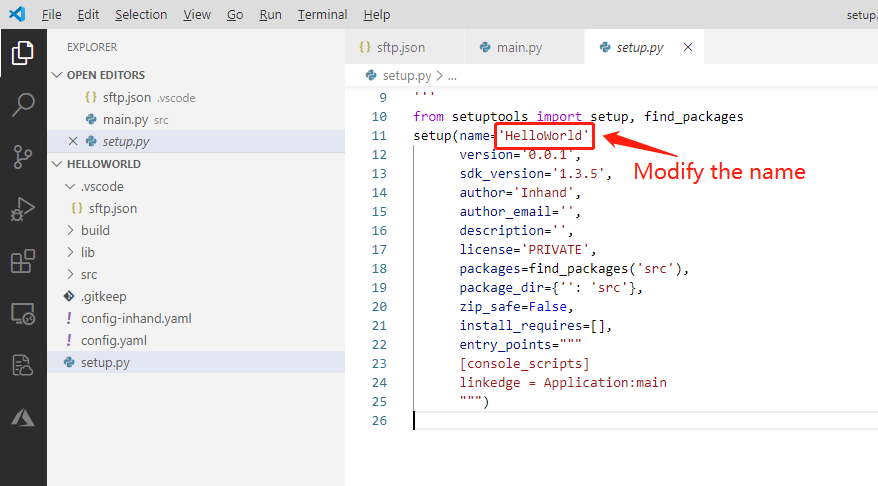 File Edit Selection View Go Run Terminal Help setup.
EXPLORER
OPEN EDITORS
{} sftp.json .vscode
main.py src
× setup.py
HELLOWORLD
.vscode
{} sftp.json
build
lib
src
.gitkeep
! config-inhand.yaml
! config.yaml
setup.py
{} sftp.json main.py setup.py ×
setup.py > ...
9 '''
10 from setuptools import setup, find_packages
11 setup(name='HelloWorld'
12 version='0.0.1',
13 sdk_version='1.3.5',
14 author='Inhand',
15 author_email='',
16 description='',
17 license='PRIVATE',
18 packages=find_packages('src'),
19 package_dir={'': 'src'},
20 zip_safe=False,
21 install_requires=[],
22 entry_points="""
23 [console_scripts]
24 linkedge = Application:main
25 """)
26
Modify the name